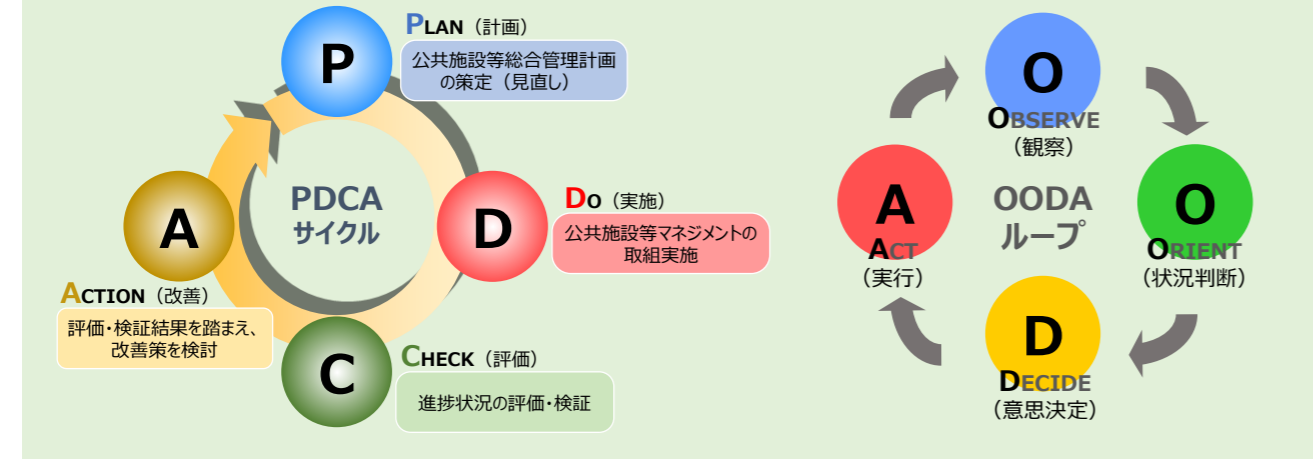 P
PLAN（計画）
公共施設等総合管理計画
の策定（見直し）
D
DO（実施）
公共施設等マネジメントの
取組実施
C
CHECK（評価）
進捗状況の評価・検証
A
ACTION（改善）
評価・検証結果を踏まえ、
改善策を検討
PDCA
サイクル
O
OBSERVE
（観察）
O
ORIENT
（状況判断）
D
DECIDE
（意思決定）
A
ACT
（実行）
OODA
ループ